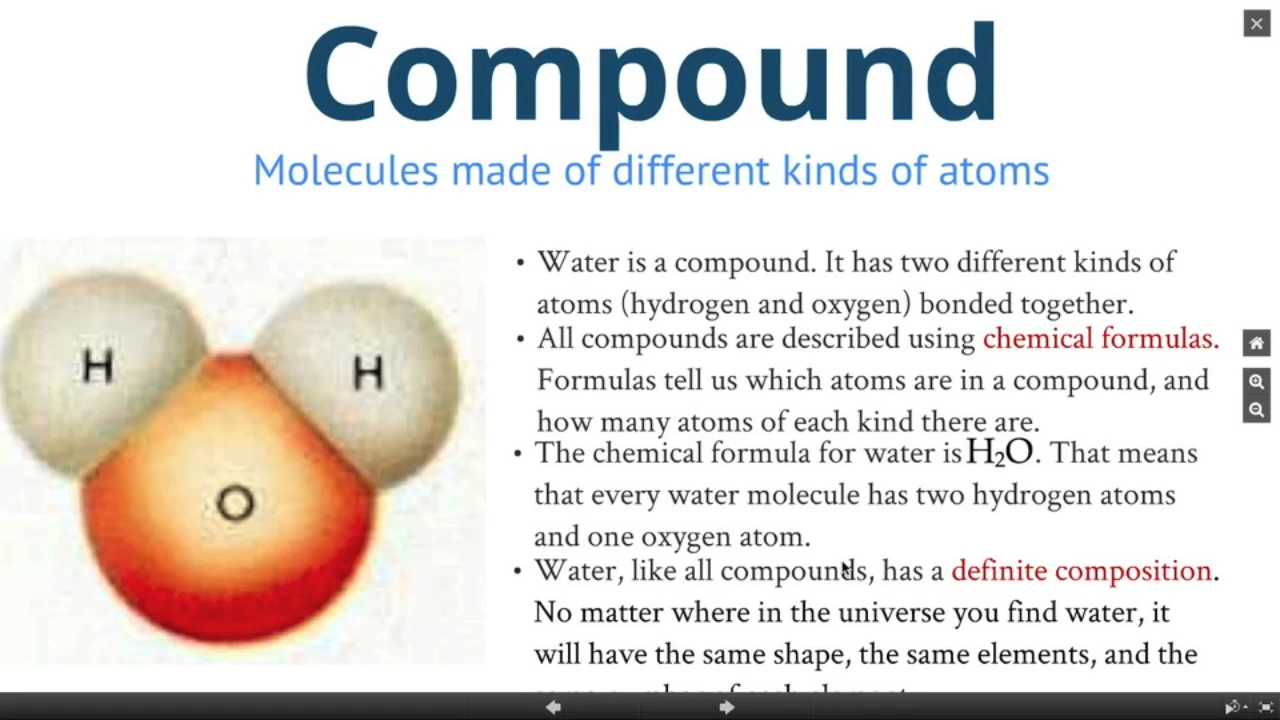 Compound
Molecules made of different kinds of atoms
H
H
O
• Water is a compound. It has two different kinds of
atoms (hydrogen and oxygen) bonded together.
• All compounds are described using chemical formulas.
Formulas tell us which atoms are in a compound, and
how many atoms of each kind there are.
• The chemical formula for water is H₂O. That means
that every water molecule has two hydrogen atoms
and one oxygen atom.
• Water, like all compounds, has a definite composition.
No matter where in the universe you find water, it
will have the same shape, the same elements, and the